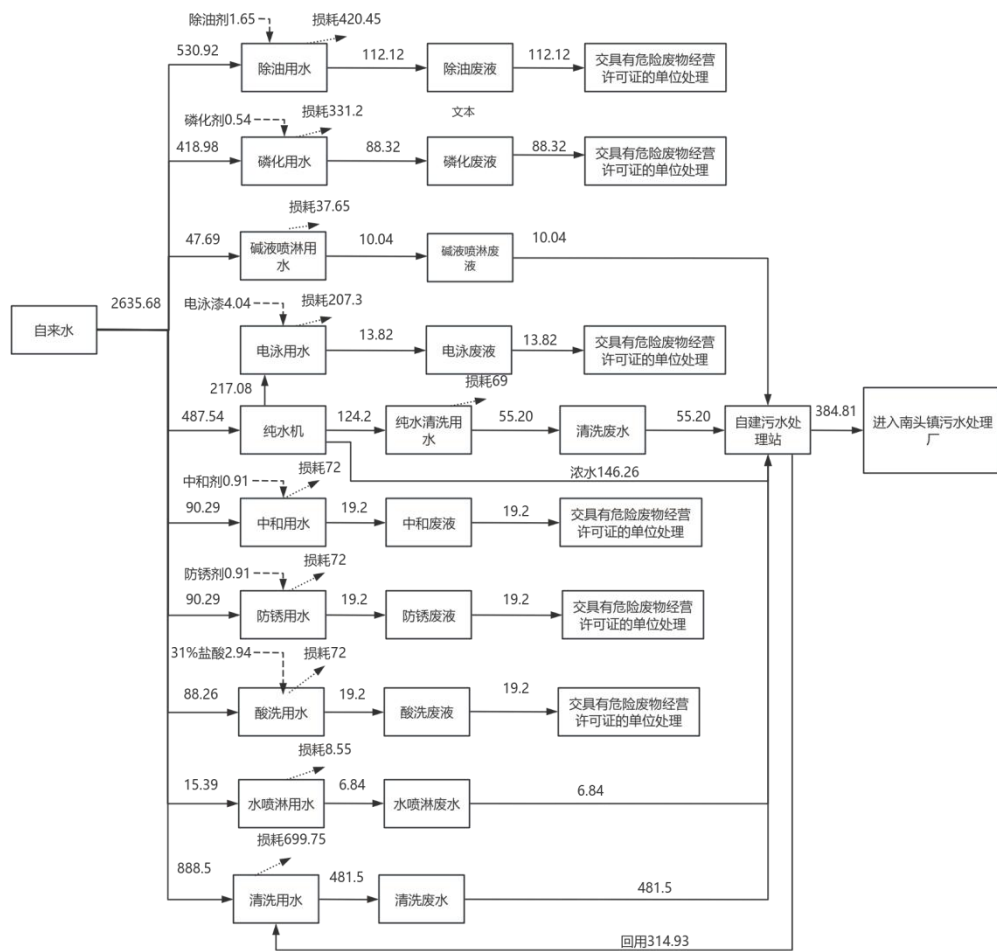 除油剂1.65
损耗420.45
530.92
除油用水
112.12
除油废液
112.12
交具有危险废物经营
许可证的单位处理
磷化剂0.54
损耗331.2
文本
418.98
磷化用水
88.32
磷化废液
88.32
交具有危险废物经营
许可证的单位处理
损耗37.65
47.69
碱液喷淋用
水
10.04
碱液喷淋废
液
10.04
2635.68
自来水
电泳漆4.04
损耗207.3
电泳用水
13.82
电泳废液
13.82
交具有危险废物经营
许可证的单位处理
217.08
损耗69
487.54
纯水机
124.2
纯水清洗用
水
55.20
清洗废水
55.20
自建污水处
理站
384.81
进入南头镇污水处理
厂
浓水146.26
中和剂0.91
损耗72
90.29
中和用水
19.2
中和废液
19.2
交具有危险废物经营
许可证的单位处理
防锈剂0.91
损耗72
90.29
防锈用水
19.2
防锈废液
19.2
交具有危险废物经营
许可证的单位处理
31%盐酸2.94
损耗72
88.26
酸洗用水
19.2
酸洗废液
19.2
交具有危险废物经营
许可证的单位处理
损耗8.55
15.39
水喷淋用水
6.84
水喷淋废水
6.84
损耗699.75
888.5
清洗用水
481.5
清洗废水
481.5
回用314.93